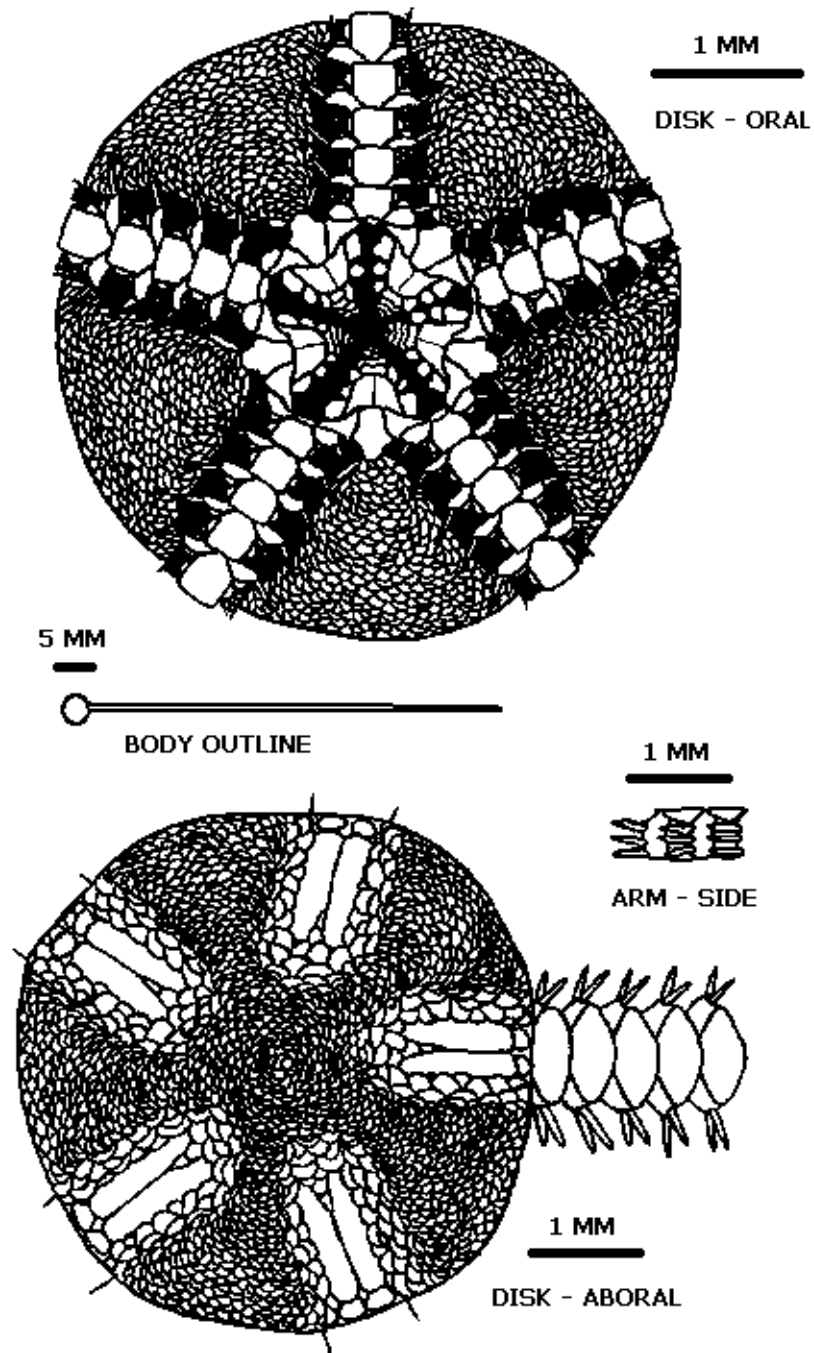 1 MM
DISK - ORAL
5 MM
BODY OUTLINE
1 MM
ARM - SIDE
1 MM
DISK - ABORAL